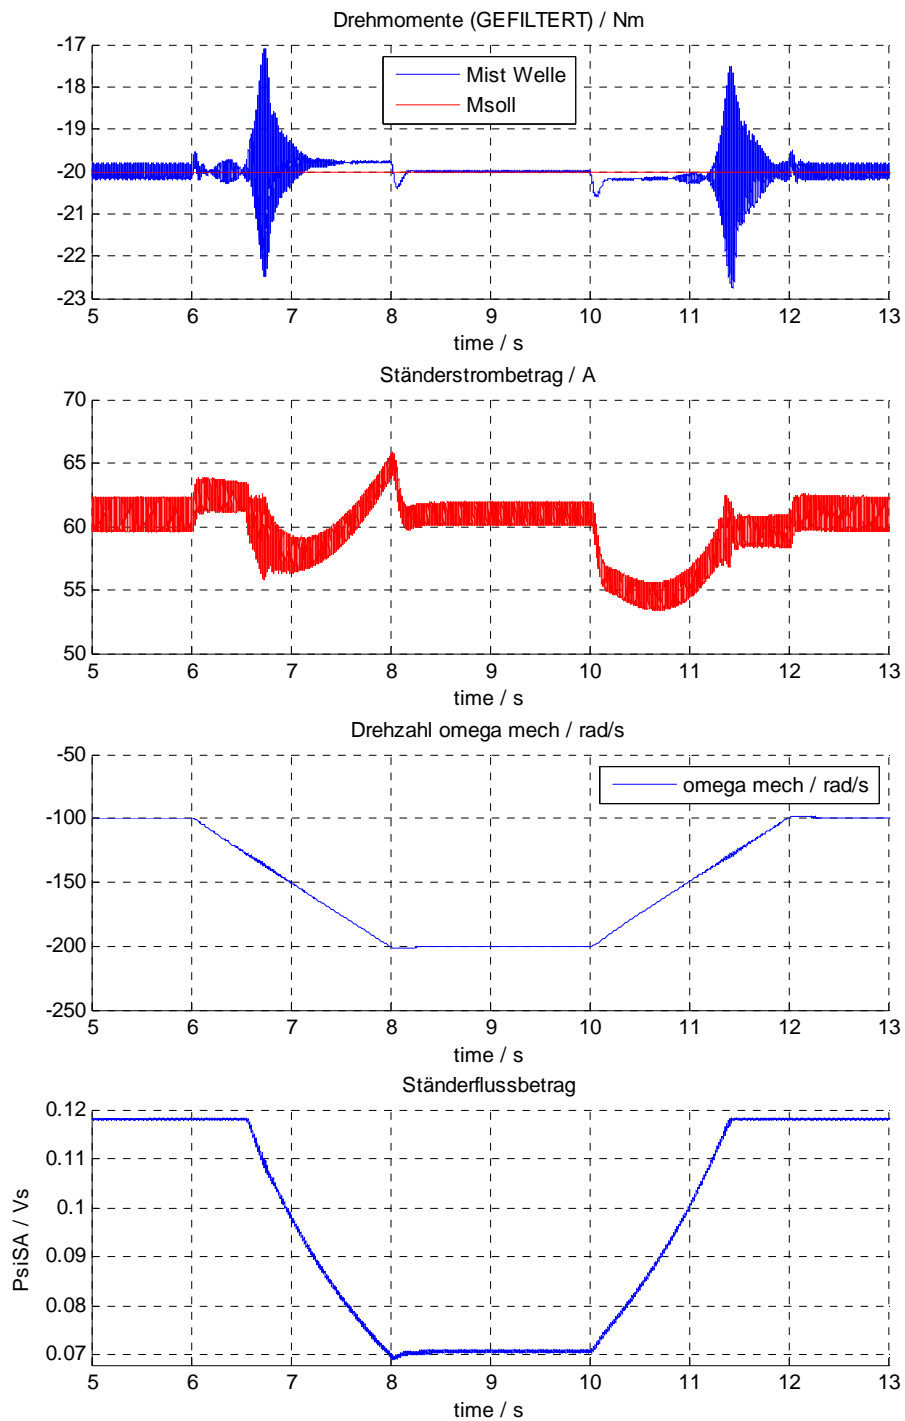 Drehmomente (GEFILTERT) / Nm
-17
-18
-19
-20
-21
-22
-23
Mist Welle
Msoll
5 6 7 8 9 10 11 12 13
time / s
Ständerstrombetrag / A
70
65
60
55
50
5 6 7 8 9 10 11 12 13
time / s
Drehzahl omega mech / rad/s
-50
-100
-150
-200
-250
omega mech / rad/s
5 6 7 8 9 10 11 12 13
time / s
Ständerflussbetrag
0.12
0.11
0.1
0.09
0.08
0.07
PsiSA / Vs
5 6 7 8 9 10 11 12 13
time / s